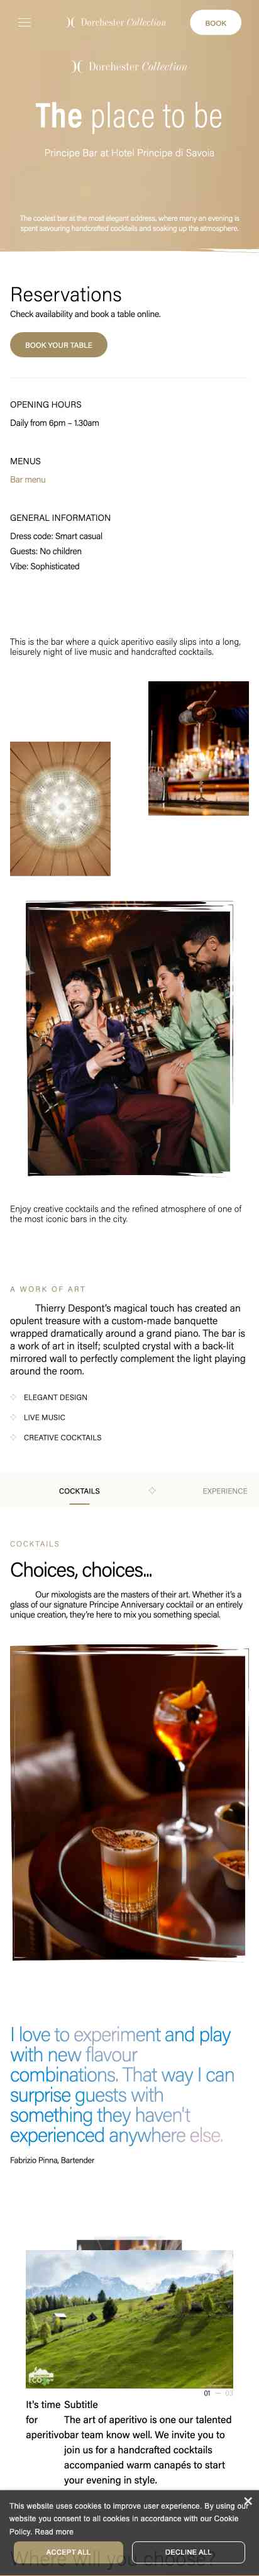 Dorchester Collection
BOOK
Dorchester Collection
The place to be
Principe Bar at Hotel Principe di Savoia
The coolest bar at the most elegant address, where many an evening is
spent savouring handcrafted cocktails and soaking up the atmosphere.
Reservations
Check availability and book a table online.
BOOK YOUR TABLE
OPENING HOURS
Daily from 6pm – 1.30am
MENUS
Bar menu
GENERAL INFORMATION
Dress code: Smart casual
Guests: No children
Vibe: Sophisticated
This is the bar where a quick aperitivo easily slips into a long,
leisurely night of live music and handcrafted cocktails.
Enjoy creative cocktails and the refined atmosphere of one of
the most iconic bars in the city.
A WORK OF ART
Thierry Despont’s magical touch has created an
opulent treasure with a custom-made banquette
wrapped dramatically around a grand piano. The bar is
a work of art in itself; sculpted crystal with a back-lit
mirrored wall to perfectly complement the light playing
around the room.
ELEGANT DESIGN
LIVE MUSIC
CREATIVE COCKTAILS
COCKTAILS
EXPERIENCE
COCKTAILS
Choices, choices...
Our mixologists are the masters of their art. Whether it’s a
glass of our signature Principe Anniversary cocktail or an entirely
unique creation, they’re here to mix you something special.
I love to experiment and play
with new flavour
combinations. That way I can
surprise guests with
something they haven't
experienced anywhere else.
Fabrizio Pinna, Bartender
01 — 03
It's time
for
aperitivo
Subtitle
The art of aperitivo is one our talented
bar team know well. We invite you to
join us for a handcrafted cocktails
accompanied warm canapés to start
your evening in style.
This website uses cookies to improve user experience. By using our
website you consent to all cookies in accordance with our Cookie
Policy. Read more
ACCEPT ALL
DECLINE ALL